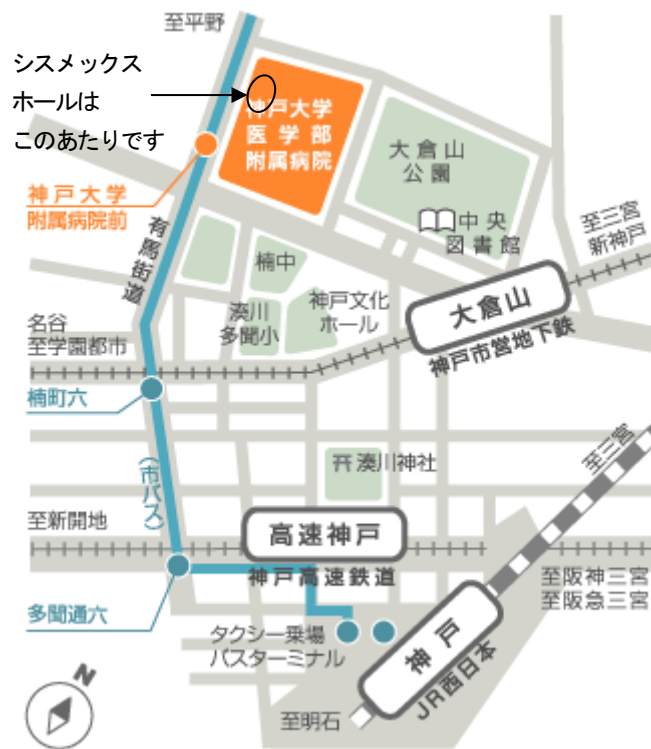 至平野
シスメックス
ホールは
このあたりです
神戸大学
医学部
附属病院
大倉山
公園
神戸大学
附属病院前
中央
図書館
至三宮
新神戸
有馬街道
楠中
湊川
多聞小
神戸文化
ホール
大倉山
神戸市営地下鉄
名谷
至学園都市
楠町六
(市バス)
湊川神社
至三宮
至新開地
高速神戸
神戸高速鉄道
至阪神三宮
至阪急三宮
多聞通六
タクシー乗場
バスターミナル
神戸
JR西日本
至明石
N